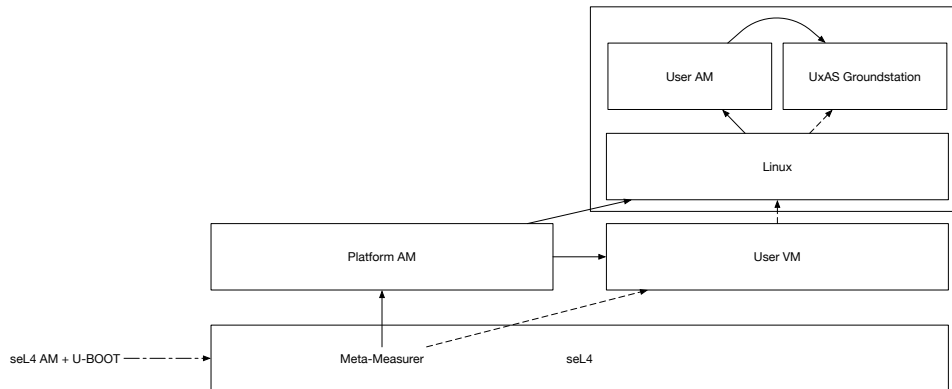 User AM
UxAS Groundstation
Linux
Platform AM
User VM
seL4 AM + U-BOOT
Meta-Measurer
seL4